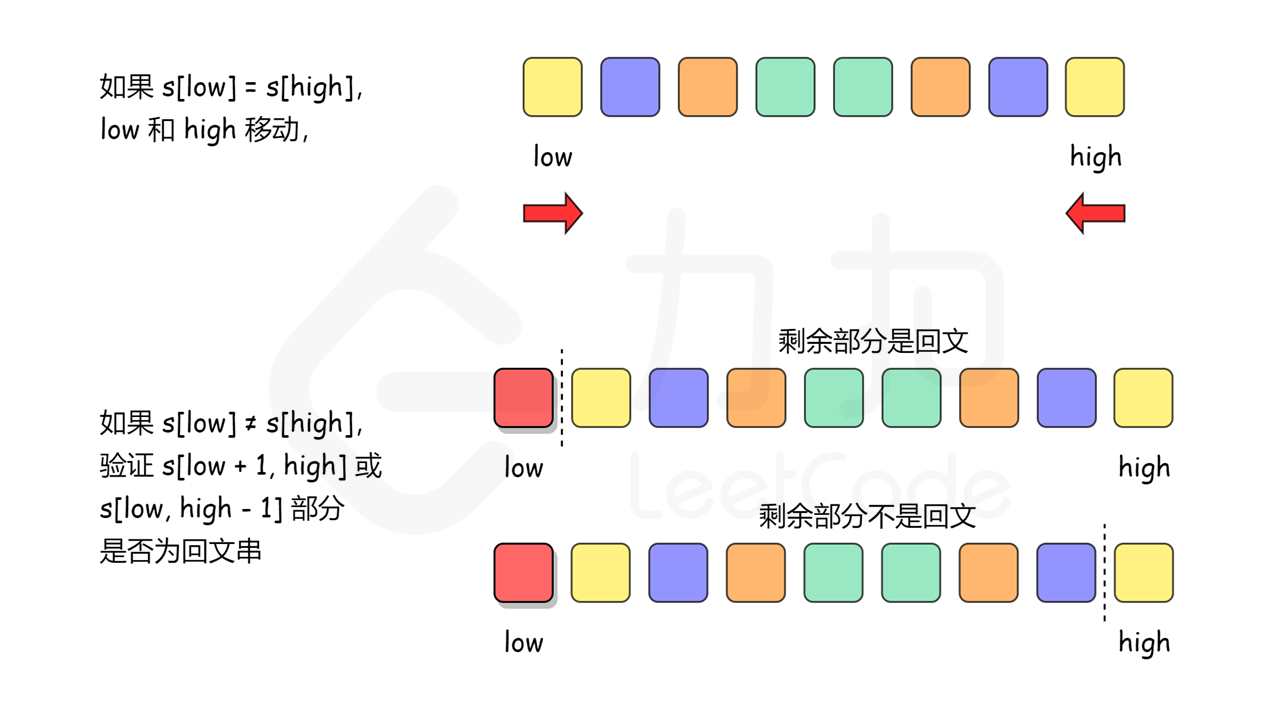 如果 s[low] = s[high],
low 和 high 移动,
low
high
力扣
剩余部分是回文
如果 s[low] ≠ s[high],
验证 s[low + 1, high] 或
s[low, high - 1] 部分
是否为回文串
low
high
LeetCode
剩余部分不是回文
low
high